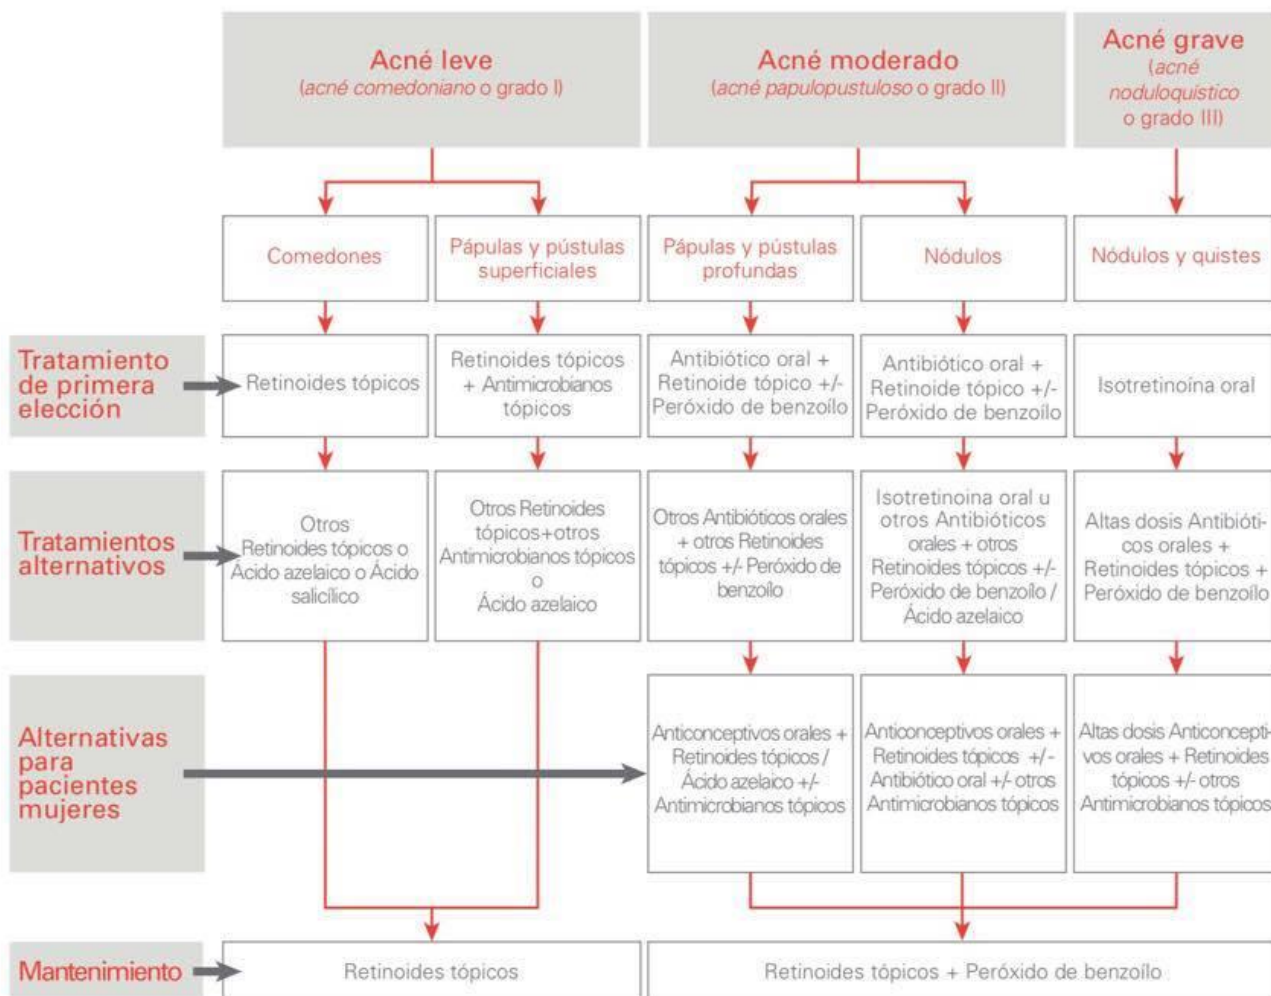 Acné leve
(acné comedoniano o grado I)
Acné moderado
(acné papulopustuloso o grado II)
Acné grave
(acné
noduloquístico
o grado III)
Comedones
Pápulas y pústulas
superficiales
Pápulas y pústulas
profundas
Nódulos
Nódulos y quistes
Tratamiento
de primera
elección
Retinoides tópicos
Retinoides tópicos
+ Antimicrobianos
tópicos
Antibiótico oral +
Retinoide tópico +/-
Peróxido de benzoílo
Antibiótico oral +
Retinoide tópico +/-
Peróxido de benzoílo
Isotretinoína oral
Tratamientos
alternativos
Otros
Retinoides tópicos o
Ácido azelaico o Ácido
salicílico
Otros Retinoides
tópicos+otros
Antimicrobianos tópicos
o
Ácido azelaico
Otros Antibióticos orales
+ otros Retinoides
tópicos +/- Peróxido de
benzoílo
Isotretinoina oral u
otros Antibióticos
orales + otros
Retinoides tópicos +/-
Peróxido de benzoílo /
Ácido azelaico
Altas dosis Antibióti-
cos orales +
Retinoides tópicos +
Peróxido de benzoílo
Alternativas
para
pacientes
mujeres
Anticonceptivos orales +
Retinoides tópicos /
Ácido azelaico +/-
Antimicrobianos tópicos
Anticonceptivos orales +
Retinoides tópicos +/-
Antibiótico oral +/- otros
Antimicrobianos tópicos
Altas dosis Anticoncepti-
vos orales + Retinoides
tópicos +/- otros
Antimicrobianos tópicos
Mantenimiento
Retinoides tópicos
Retinoides tópicos + Peróxido de benzoílo